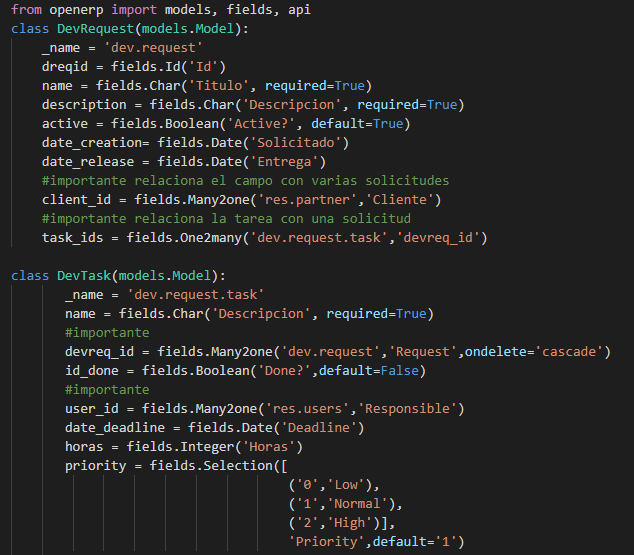 from openerp import models, fields, api
class DevRequest(models.Model):
    _name = 'dev.request'
    dreqid = fields.Id('Id')
    name = fields.Char('Titulo', required=True)
    description = fields.Char('Descripcion', required=True)
    active = fields.Boolean('Active?', default=True)
    date_creation= fields.Date('Solicitado')
    date_release = fields.Date('Entrega')
    #importante relaciona el campo con varias solicitudes
    client_id = fields.Many2one('res.partner','Cliente')
    #importante relaciona la tarea con una solicitud
    task_ids = fields.One2many('dev.request.task','devreq_id')

class DevTask(models.Model):
       _name = 'dev.request.task'
       name = fields.Char('Descripcion', required=True)
       #importante
       devreq_id = fields.Many2one('dev.request','Request',ondelete='cascade')
       id_done = fields.Boolean('Done?',default=False)
       #importante
       user_id = fields.Many2one('res.users','Responsible')
       date_deadline = fields.Date('Deadline')
       horas = fields.Integer('Horas')
       priority = fields.Selection([
                                   ('0','Low'),
                                   ('1','Normal'),
                                   ('2','High')],
                                   'Priority',default='1')